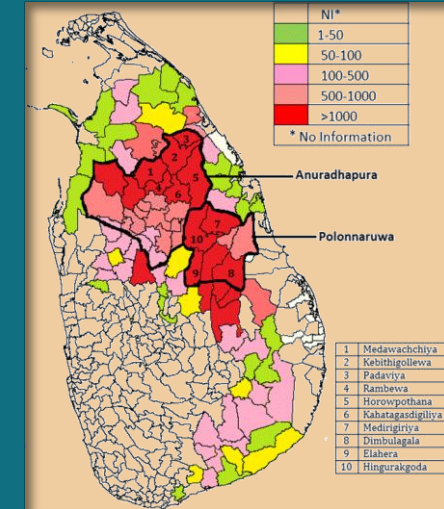 NI*
1-50
50-100
100-500
500-1000
>1000
* No Information
Anuradhapura
Polonnaruwa
3
2
1
5
4
6
7
10
9
8
1 Medawachchiya
2 Kebithigollewa
3 Padaviya
4 Rambewa
5 Horowpothana
6 Kahatagasdigiliya
7 Medirigiriya
8 Dimbulagala
9 Elahera
10 Hingurakgoda